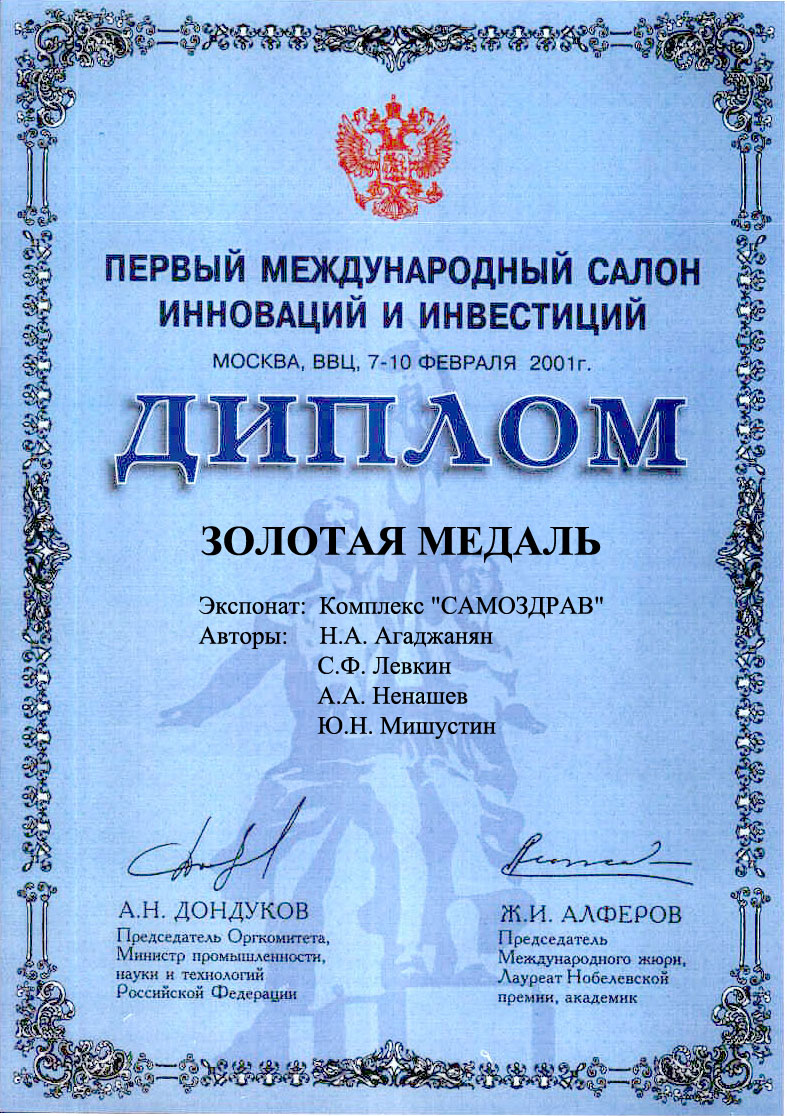 ПЕРВЫЙ МЕЖДУНАРОДНЫЙ САЛОН
ИННОВАЦИЙ И ИНВЕСТИЦИЙ
МОСКВА, ВВЦ, 7-10 ФЕВРАЛЯ 2001г.
ДИПЛОМ
ЗОЛОТАЯ МЕДАЛЬ
Экспонат: Комплекс "САМОЗДРАВ"
Авторы: Н.А. Агаджанян
С.Ф. Левкин
А.А. Ненашев
Ю.Н. Мишустин
А.Н. ДОНДУКОВ
Председатель Оргкомитета,
Министр промышленности,
науки и технологий
Российской Федерации
Ж.И. АЛФЕРОВ
Председатель
Международного жюри,
Лауреат Нобелевской
премии, академик